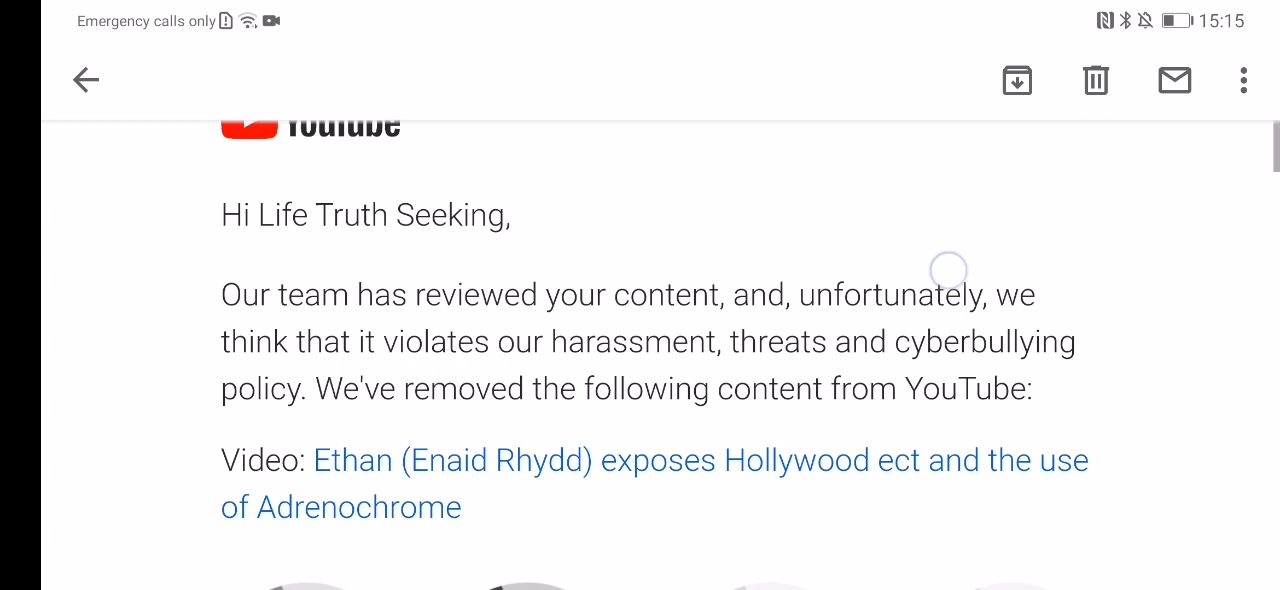 Emergency calls only 15:15
YouTube
Hi Life Truth Seeking,
Our team has reviewed your content, and, unfortunately, we
think that it violates our harassment, threats and cyberbullying
policy. We've removed the following content from YouTube:
Video: Ethan (Enaid Rhydd) exposes Hollywood ect and the use
of Adrenochrome